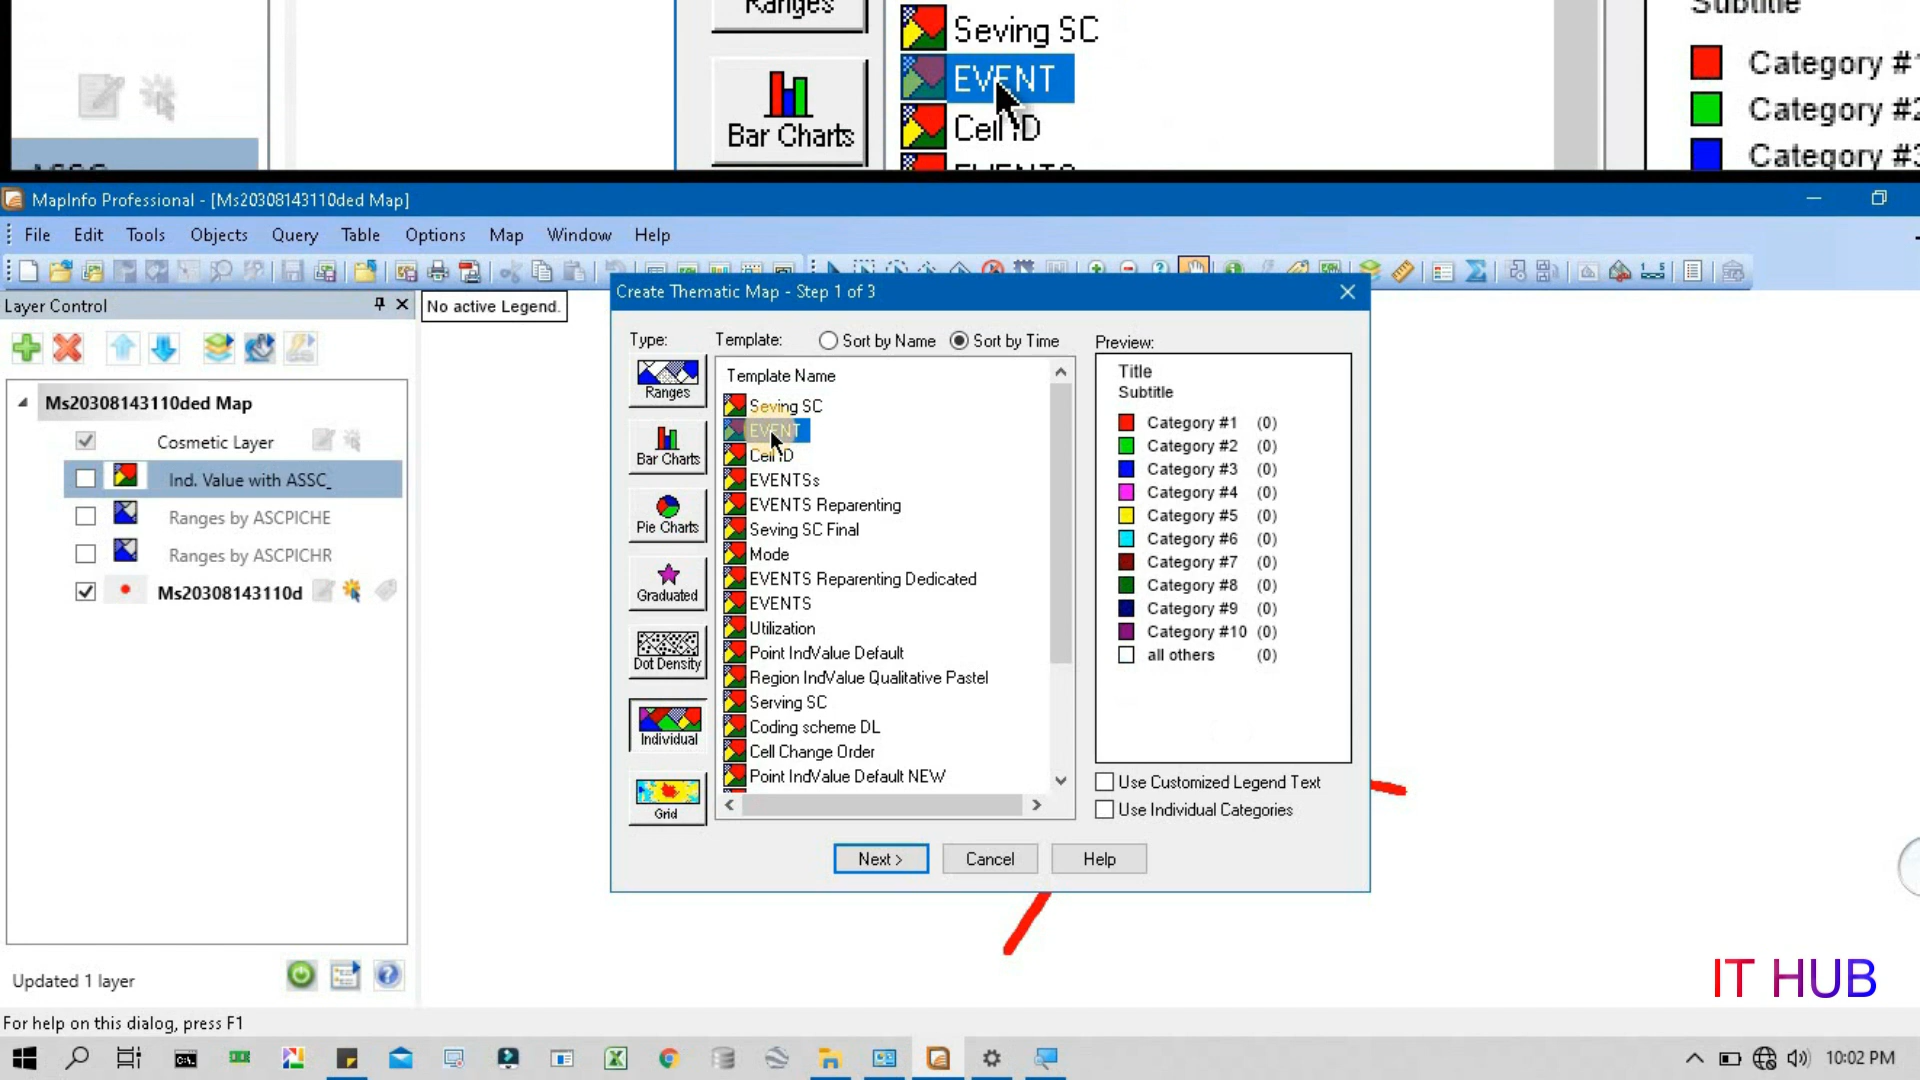 Ranges
Seving SC
EVENT
Bar Charts
Cell ID
EVENTS
Subtitle
Category #1
Category #2
Category #3
ASSC
MapInfo Professional - [Ms20308143110ded Map]
File Edit Tools Objects Query Table Options Map Window Help
Layer Control
No active Legend.
Ms20308143110ded Map
Cosmetic Layer
Ind. Value with ASSC_
Ranges by ASCPICHE
Ranges by ASCPICHR
Ms20308143110d
Updated 1 layer
Create Thematic Map - Step 1 of 3
Type:
Ranges
Bar Charts
Pie Charts
Graduated
Dot Density
Individual
Grid
Template:
Sort by Name
Sort by Time
Template Name
Seving SC
EVENT
Cell ID
EVENTSs
EVENTS Reparenting
Seving SC Final
Mode
EVENTS Reparenting Dedicated
EVENTS
Utilization
Point IndValue Default
Region IndValue Qualitative Pastel
Serving SC
Coding scheme DL
Cell Change Order
Point IndValue Default NEW
Preview:
Title
Subtitle
Category #1 (0)
Category #2 (0)
Category #3 (0)
Category #4 (0)
Category #5 (0)
Category #6 (0)
Category #7 (0)
Category #8 (0)
Category #9 (0)
Category #10 (0)
all others (0)
Use Customized Legend Text
Use Individual Categories
Next >
Cancel
Help
IT HUB
For help on this dialog, press F1
10:02 PM